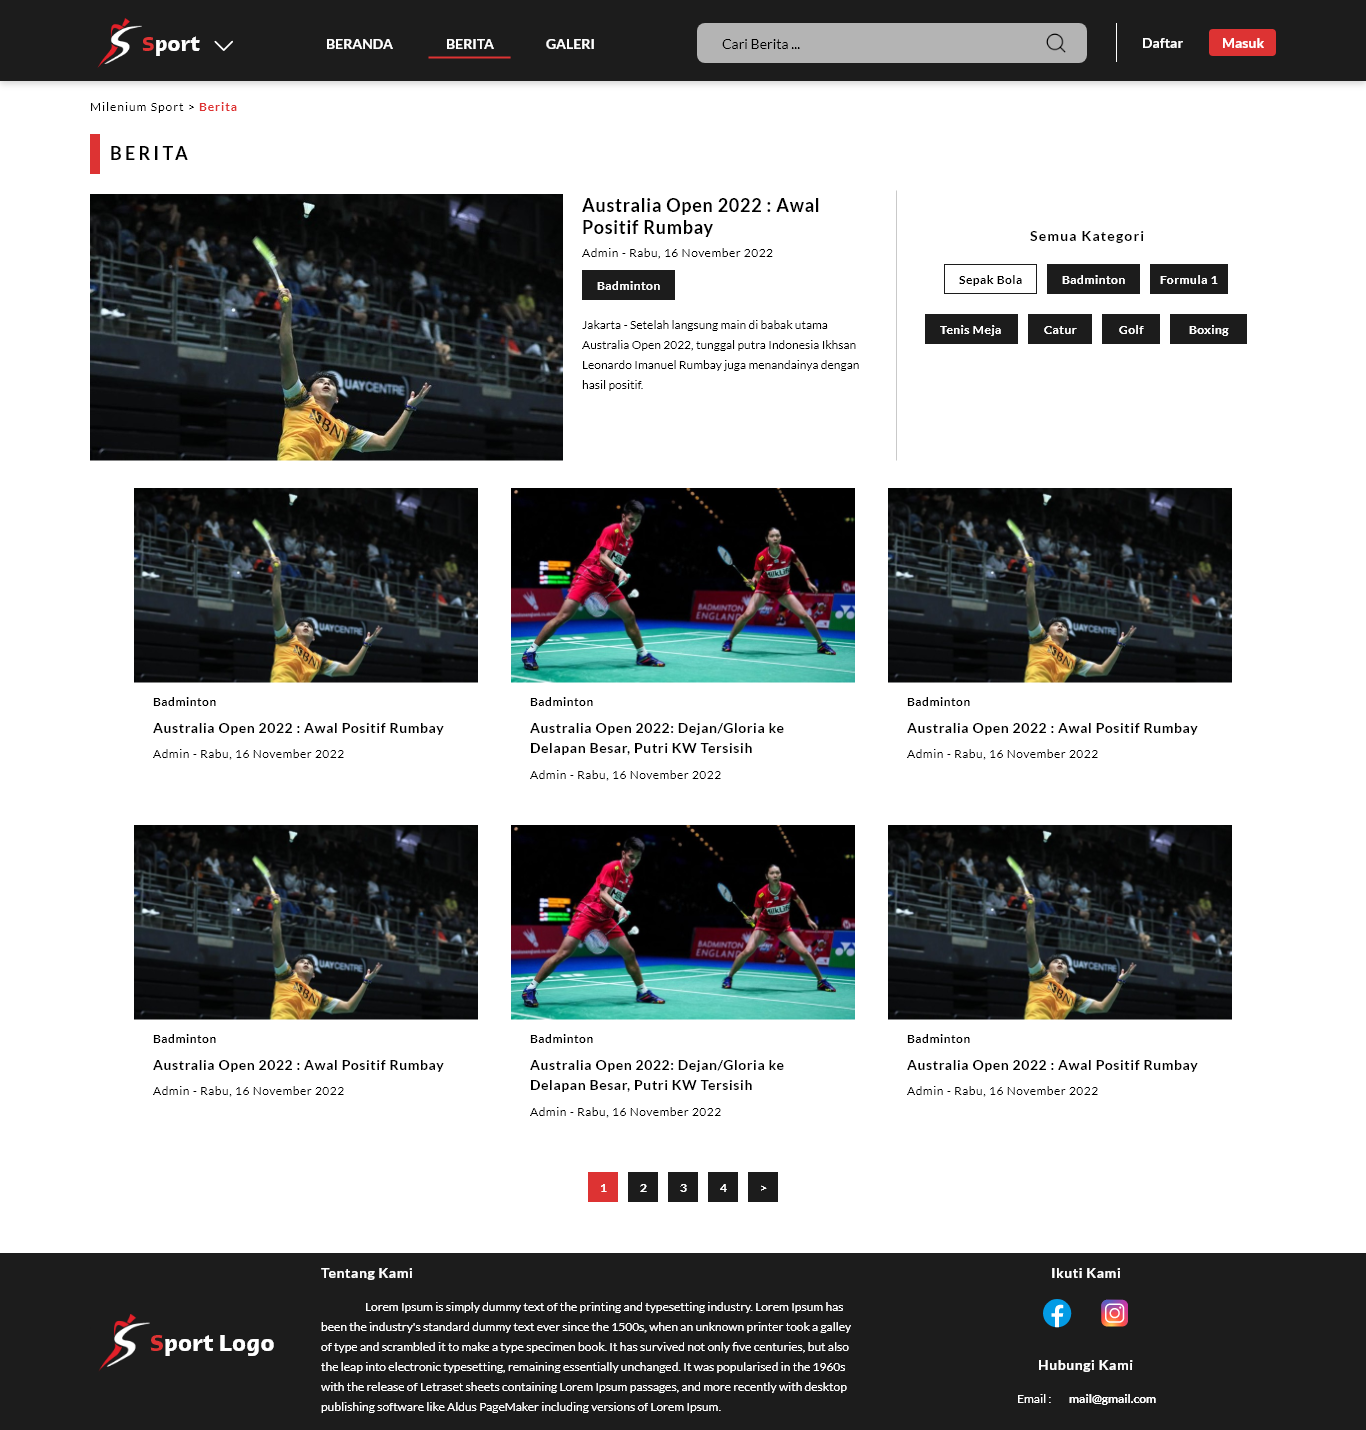 Sport
BERANDA
BERITA
GALERI
Cari Berita ...
Daftar
Masuk
Milenium Sport > Berita
BERITA
Australia Open 2022 : Awal
Positif Rumbay
Admin - Rabu, 16 November 2022
Badminton
Jakarta - Setelah langsung main di babak utama
Australia Open 2022, tunggal putra Indonesia Ikhsan
Leonardo Imanuel Rumbay juga menandainya dengan
hasil positif.
QUAYCENTRE
Semua Kategori
Sepak Bola
Badminton
Formula 1
Tenis Meja
Catur
Golf
Boxing
UAYCENTRE
BADMINTON
ENGLAND
UAYCENTRE
Badminton
Australia Open 2022 : Awal Positif Rumbay
Admin - Rabu, 16 November 2022
Badminton
Australia Open 2022: Dejan/Gloria ke
Delapan Besar, Putri KW Tersisih
Admin - Rabu, 16 November 2022
Badminton
Australia Open 2022 : Awal Positif Rumbay
Admin - Rabu, 16 November 2022
UAYCENTRE
BADMINTON
ENGLAND
UAYCENTRE
Badminton
Australia Open 2022 : Awal Positif Rumbay
Admin - Rabu, 16 November 2022
Badminton
Australia Open 2022: Dejan/Gloria ke
Delapan Besar, Putri KW Tersisih
Admin - Rabu, 16 November 2022
Badminton
Australia Open 2022 : Awal Positif Rumbay
Admin - Rabu, 16 November 2022
1
2
3
4
>
Sport Logo
Tentang Kami
Lorem Ipsum is simply dummy text of the printing and typesetting industry. Lorem Ipsum has
been the industry's standard dummy text ever since the 1500s, when an unknown printer took a galley
of type and scrambled it to make a type specimen book. It has survived not only five centuries, but also
the leap into electronic typesetting, remaining essentially unchanged. It was popularised in the 1960s
with the release of Letraset sheets containing Lorem Ipsum passages, and more recently with desktop
publishing software like Aldus PageMaker including versions of Lorem Ipsum.
Ikuti Kami
Hubungi Kami
Email : mail@gmail.com